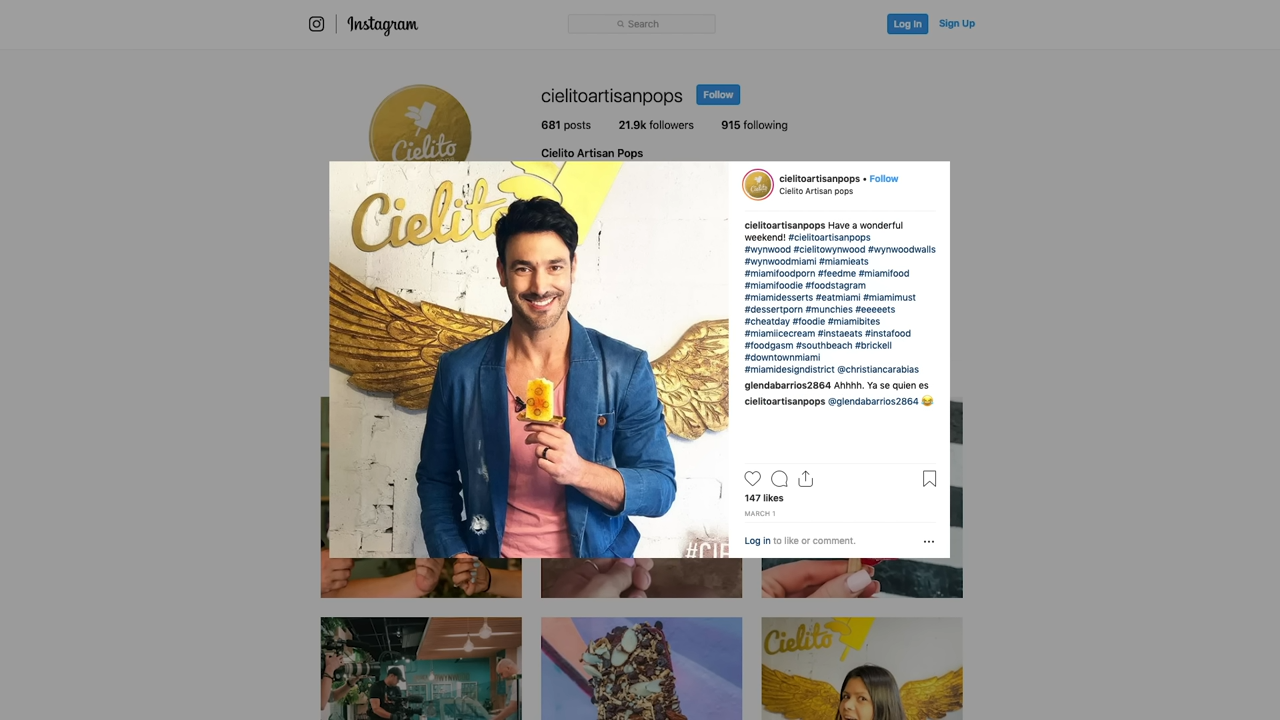 Instagram
Search
Log In
Sign Up
Cielito
cielitoartisanpops
Follow
681 posts
21.9k followers
915 following
Cielito Artisan Pops
Cielito
#CIE
Cielito
cielitoartisanpops • Follow
Cielito Artisan pops
cielitoartisanpops Have a wonderful
weekend! #cielitoartisanpops
#wynwood #cielitowynwood #wynwoodwalls
#wynwoodmiami #miamieats
#miamifoodporn #feedme #miamifood
#miamifoodie #foodstagram
#miamidesserts #eatmiami #miamimust
#dessertporn #munchies #eeeeets
#cheatday #foodie #miamibites
#miamiicecream #instaeats #instafood
#foodgasm #southbeach #brickell
#downtownmiami
#miamidesigndistrict @christiancarabias
glendabarrios2864 Ahhhh. Ya se quien es
cielitoartisanpops @glendabarrios2864 😂
147 likes
MARCH 1
Log in to like or comment.
Cielito